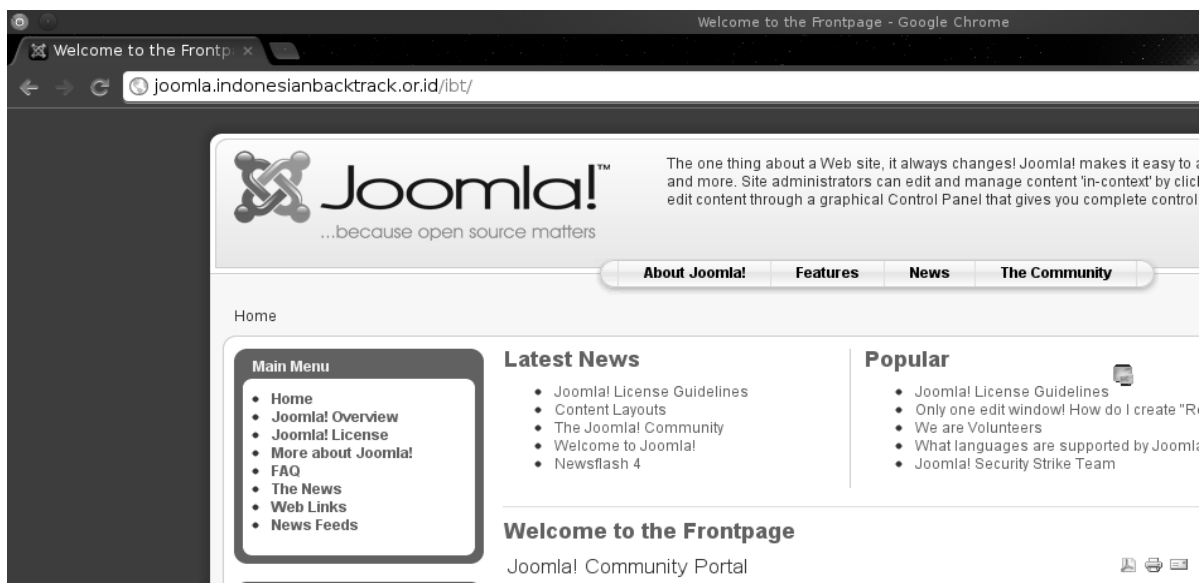 Welcome to the Frontpage - Google Chrome
Welcome to the Frontp
joomla.indonesianbacktrack.or.id/ibt/
Joomla!™
...because open source matters
The one thing about a Web site, it always changes! Joomla! makes it easy to
and more. Site administrators can edit and manage content 'in-context' by
edit content through a graphical Control Panel that gives you complete control
About Joomla! Features News The Community
Home
Main Menu
Home
Joomla! Overview
Joomla! License
More about Joomla!
FAQ
The News
Web Links
News Feeds
Latest News
Joomla! License Guidelines
Content Layouts
The Joomla! Community
Welcome to Joomla!
Newsflash 4
Popular
Joomla! License Guidelines
Only one edit window! How do I create "R
We are Volunteers
What languages are supported by Joomla
Joomla! Security Strike Team
Welcome to the Frontpage
Joomla! Community Portal